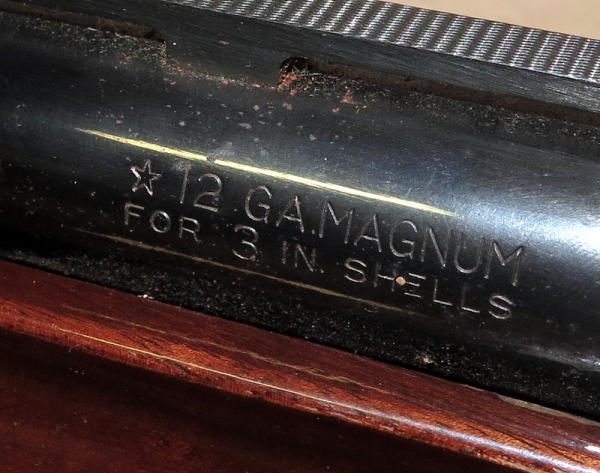 ☆ 12 GA. MAGNUM
FOR 3 IN SHELLS